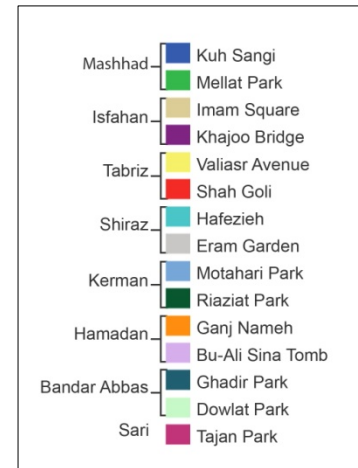 Mashhad
Kuh Sangi
Mellat Park
Isfahan
Imam Square
Khajoo Bridge
Tabriz
Valiasr Avenue
Shah Goli
Shiraz
Hafezieh
Eram Garden
Kerman
Motahari Park
Riaziat Park
Hamadan
Ganj Nameh
Bu-Ali Sina Tomb
Bandar Abbas
Ghadir Park
Dowlat Park
Sari
Tajan Park